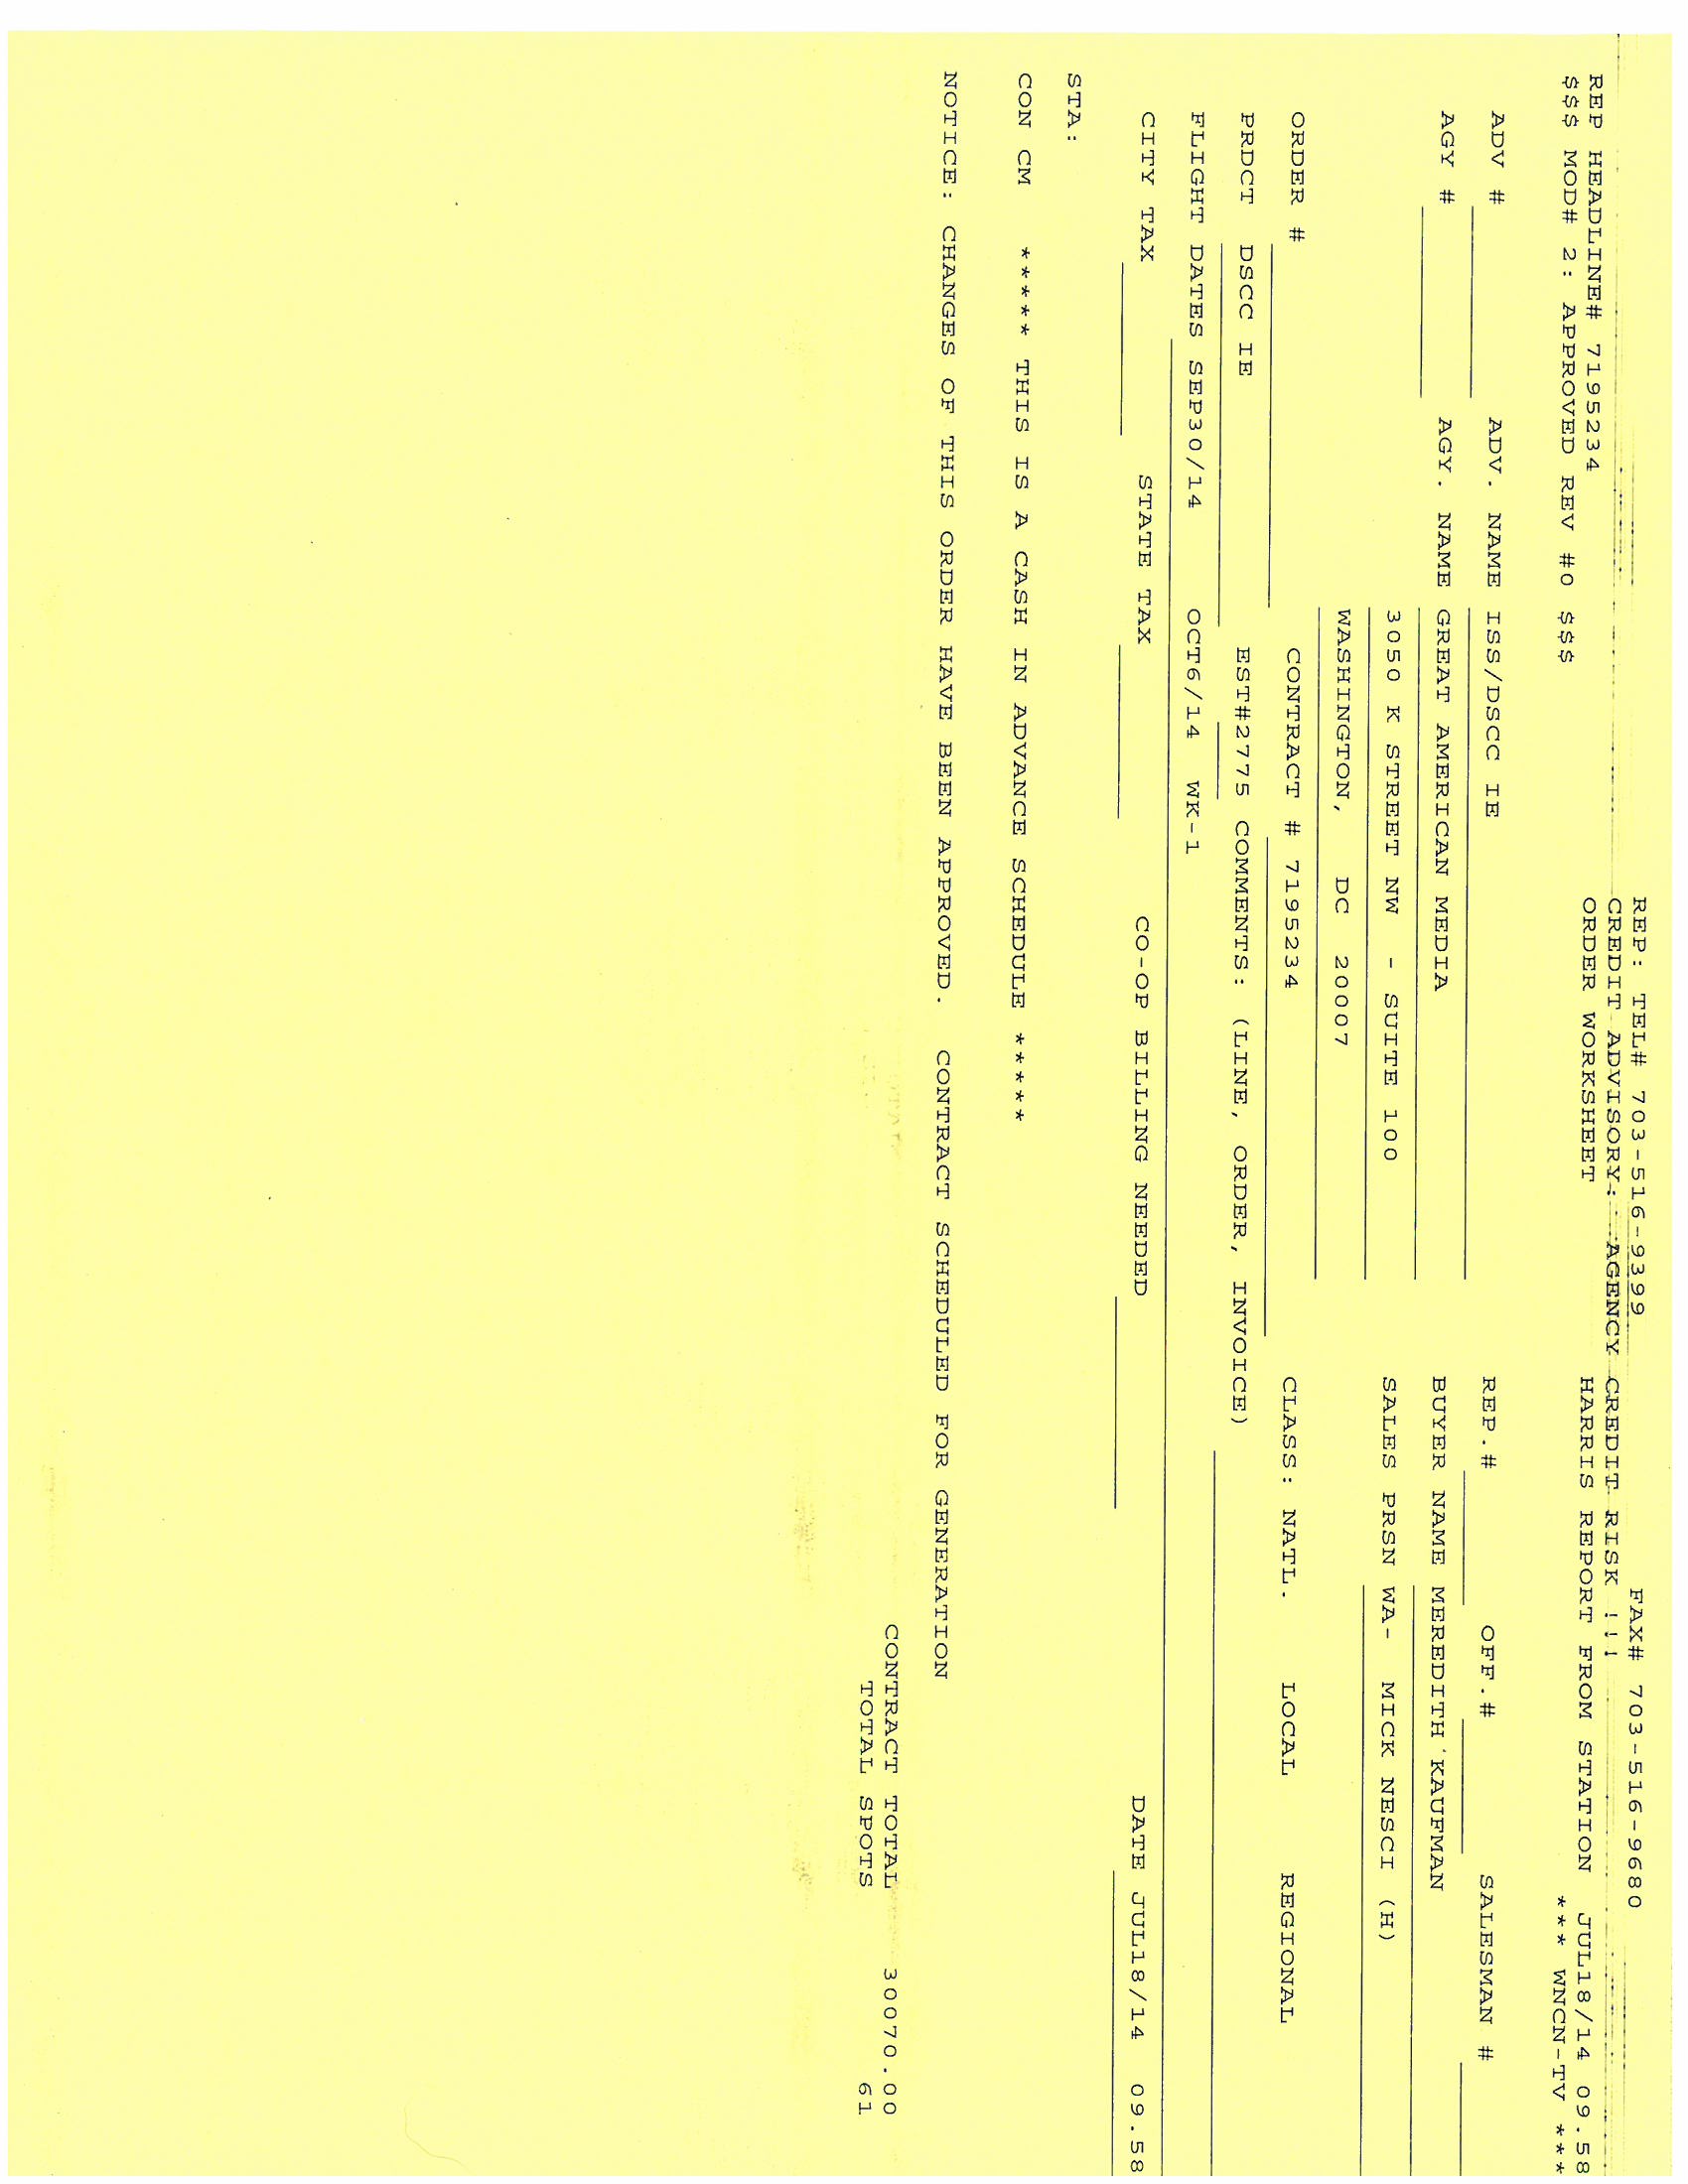 REP: TEL# 703-516-9399 FAX# 703-516-9680
CREDIT ADVISORY: AGENCY CREDIT RISK !!!
ORDER WORKSHEET HARRIS REPORT FROM STATION JUL18/14 09.58
REP HEADLINE# 7195234 *** WNCN-TV ***
$$$ MOD# 2: APPROVED REV #0 $$$
ADV # ADV. NAME ISS/DSCC IE REP.# OFF.# SALESMAN #
AGY # AGY. NAME GREAT AMERICAN MEDIA BUYER NAME MEREDITH KAUFMAN
3050 K STREET NW - SUITE 100 SALES PRSN WA- MICK NESCI (H)
WASHINGTON, DC 20007
ORDER # CONTRACT # 7195234 CLASS: NATL. LOCAL REGIONAL
PRDCT DSCC IE EST#2775 COMMENTS: (LINE, ORDER, INVOICE)
FLIGHT DATES SEP30/14 OCT6/14 WK-1
CITY TAX STATE TAX CO-OP BILLING NEEDED DATE JUL18/14 09.58
STA:
CON CM ***** THIS IS A CASH IN ADVANCE SCHEDULE *****
NOTICE: CHANGES OF THIS ORDER HAVE BEEN APPROVED. CONTRACT SCHEDULED FOR GENERATION
CONTRACT TOTAL 30070.00
TOTAL SPOTS 61